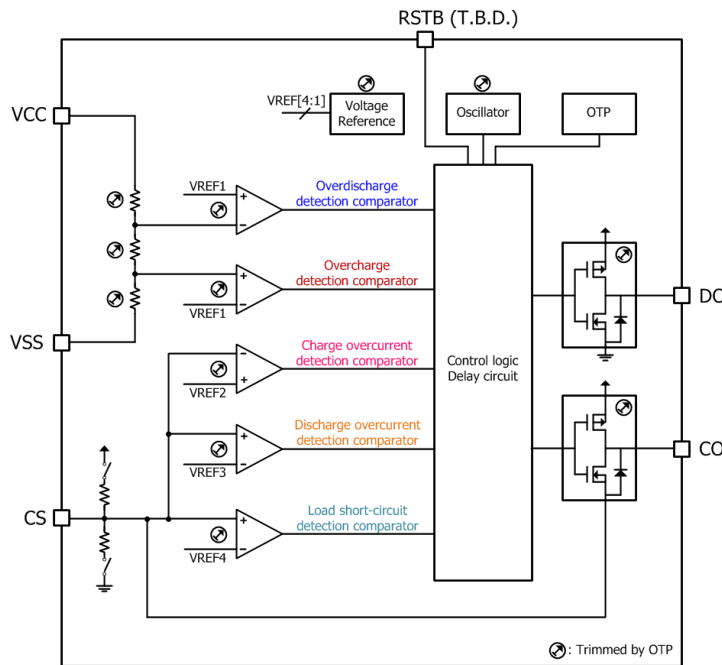 RSTB (T.B.D.)
VREF[4:1]
Voltage
Reference
Oscillator
OTP
VCC
VREF1
+
−
Overdischarge
detection comparator
+
−
VREF1
Overcharge
detection comparator
DO
VSS
−
+
VREF2
Charge overcurrent
detection comparator
Control logic
Delay circuit
+
−
VREF3
Discharge overcurrent
detection comparator
CO
CS
+
−
VREF4
Load short-circuit
detection comparator
: Trimmed by OTP